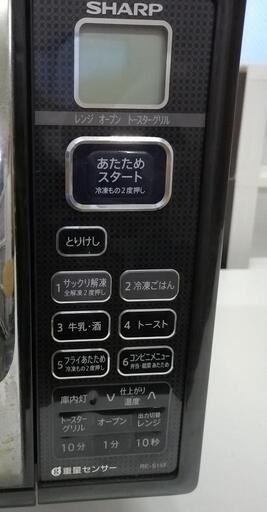 SHARP
レンジ オーブン トースターグリル
あたため
スタート
冷凍もの2度押し
とりけし
1 サックリ解凍
全解凍2度押し
2 冷凍ごはん
3 牛乳・酒
4 トースト
5 フライあたため
冷凍もの2度押し
6 コンビニメニュー
弁当・総菜あたため
庫内灯
仕上がり
温度
トースター
グリル
オーブン
出力切替
レンジ
10分
1分
10秒
重量センサー